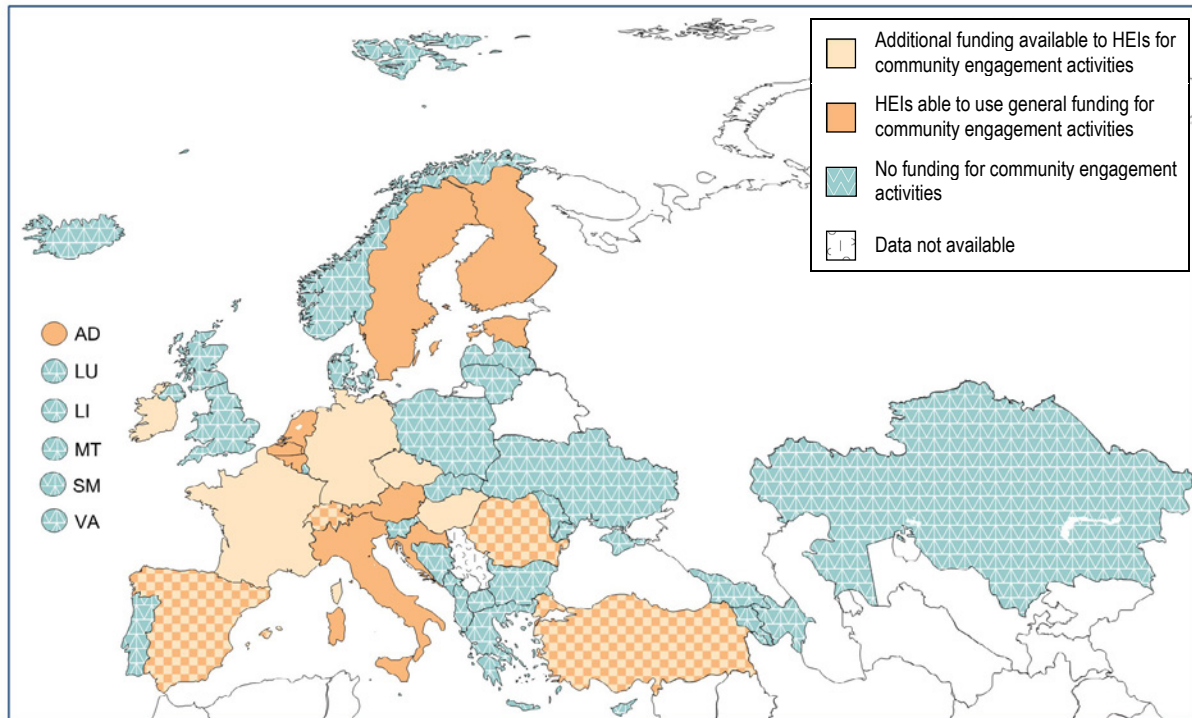 Additional funding available to HEIs for
community engagement activities
HEIs able to use general funding for
community engagement activities
No funding for community engagement
activities
Data not available
AD
LU
LI
MT
SM
VA